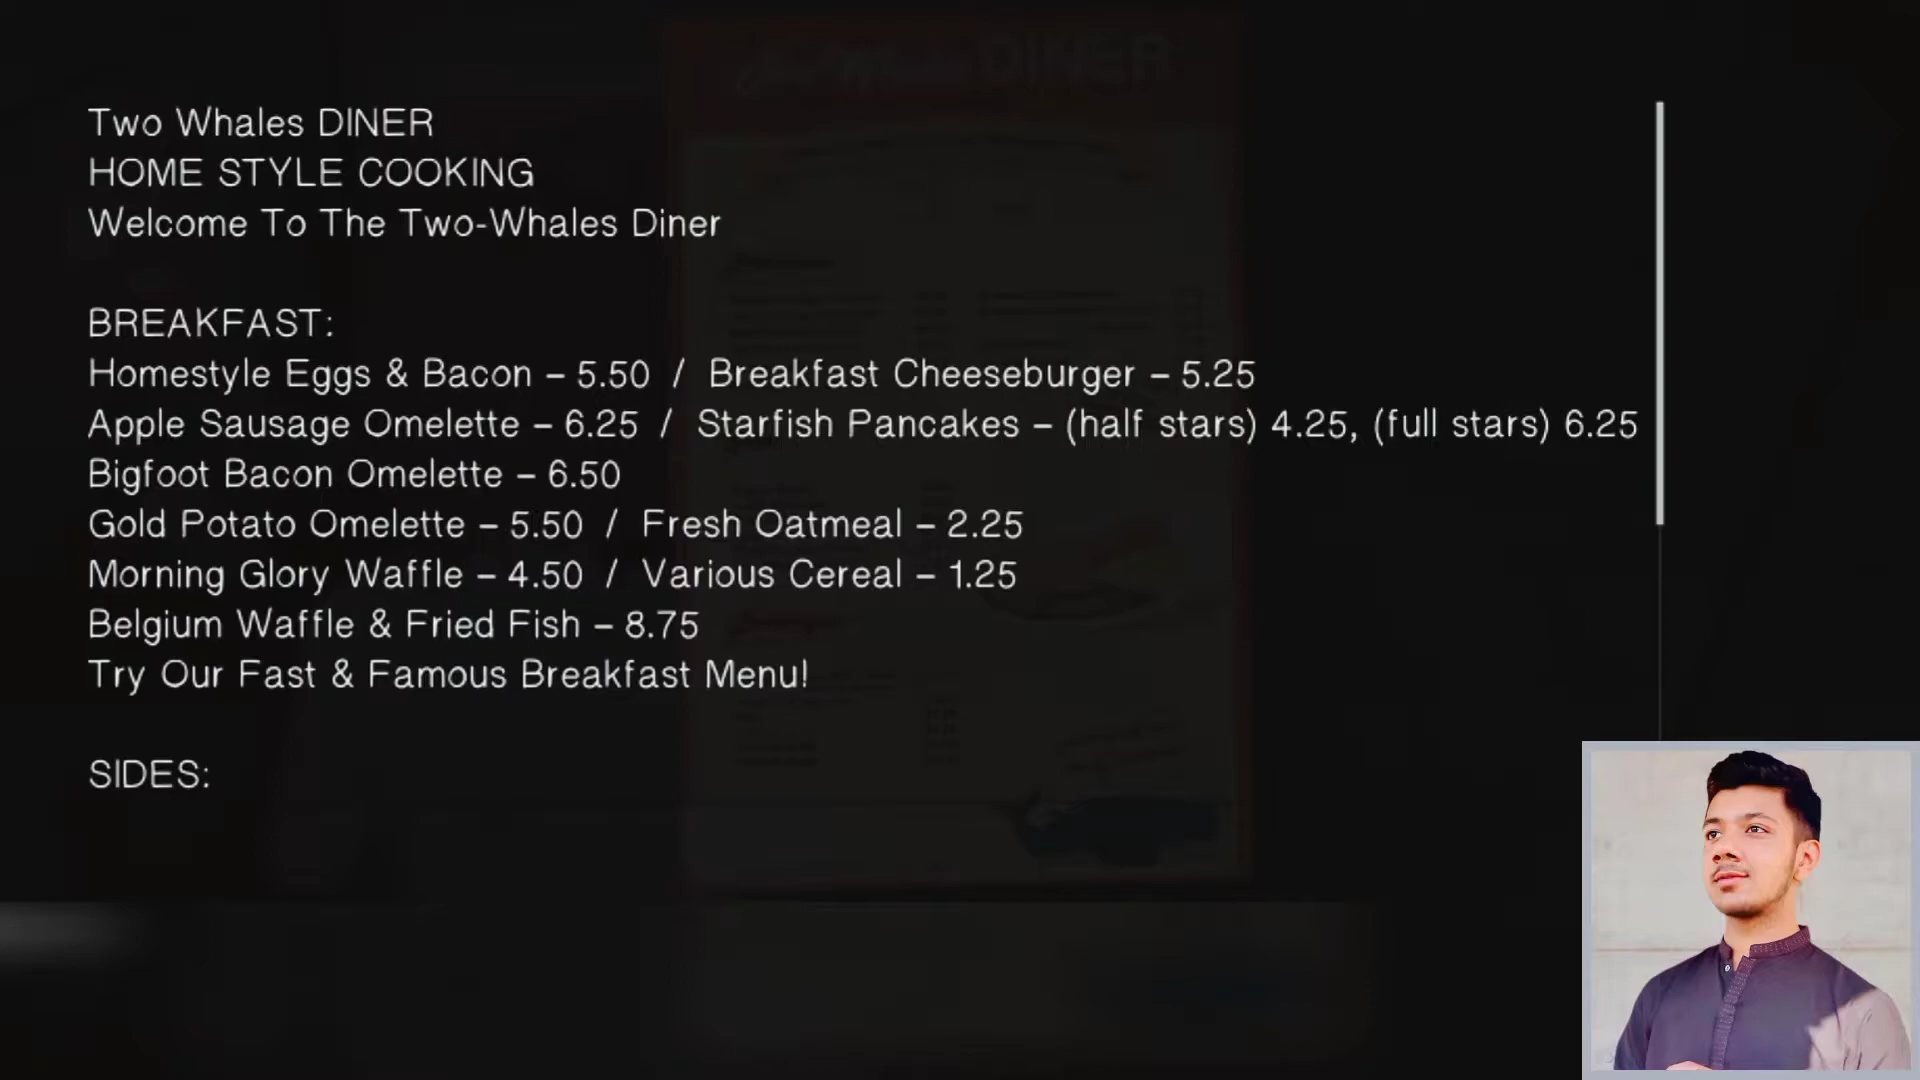 Two Whales DINER
HOME STYLE COOKING
Welcome To The Two-Whales Diner
BREAKFAST:
Homestyle Eggs & Bacon – 5.50 / Breakfast Cheeseburger – 5.25
Apple Sausage Omelette – 6.25 / Starfish Pancakes – (half stars) 4.25, (full stars) 6.25
Bigfoot Bacon Omelette – 6.50
Gold Potato Omelette – 5.50 / Fresh Oatmeal – 2.25
Morning Glory Waffle – 4.50 / Various Cereal – 1.25
Belgium Waffle & Fried Fish – 8.75
Try Our Fast & Famous Breakfast Menu!
SIDES: